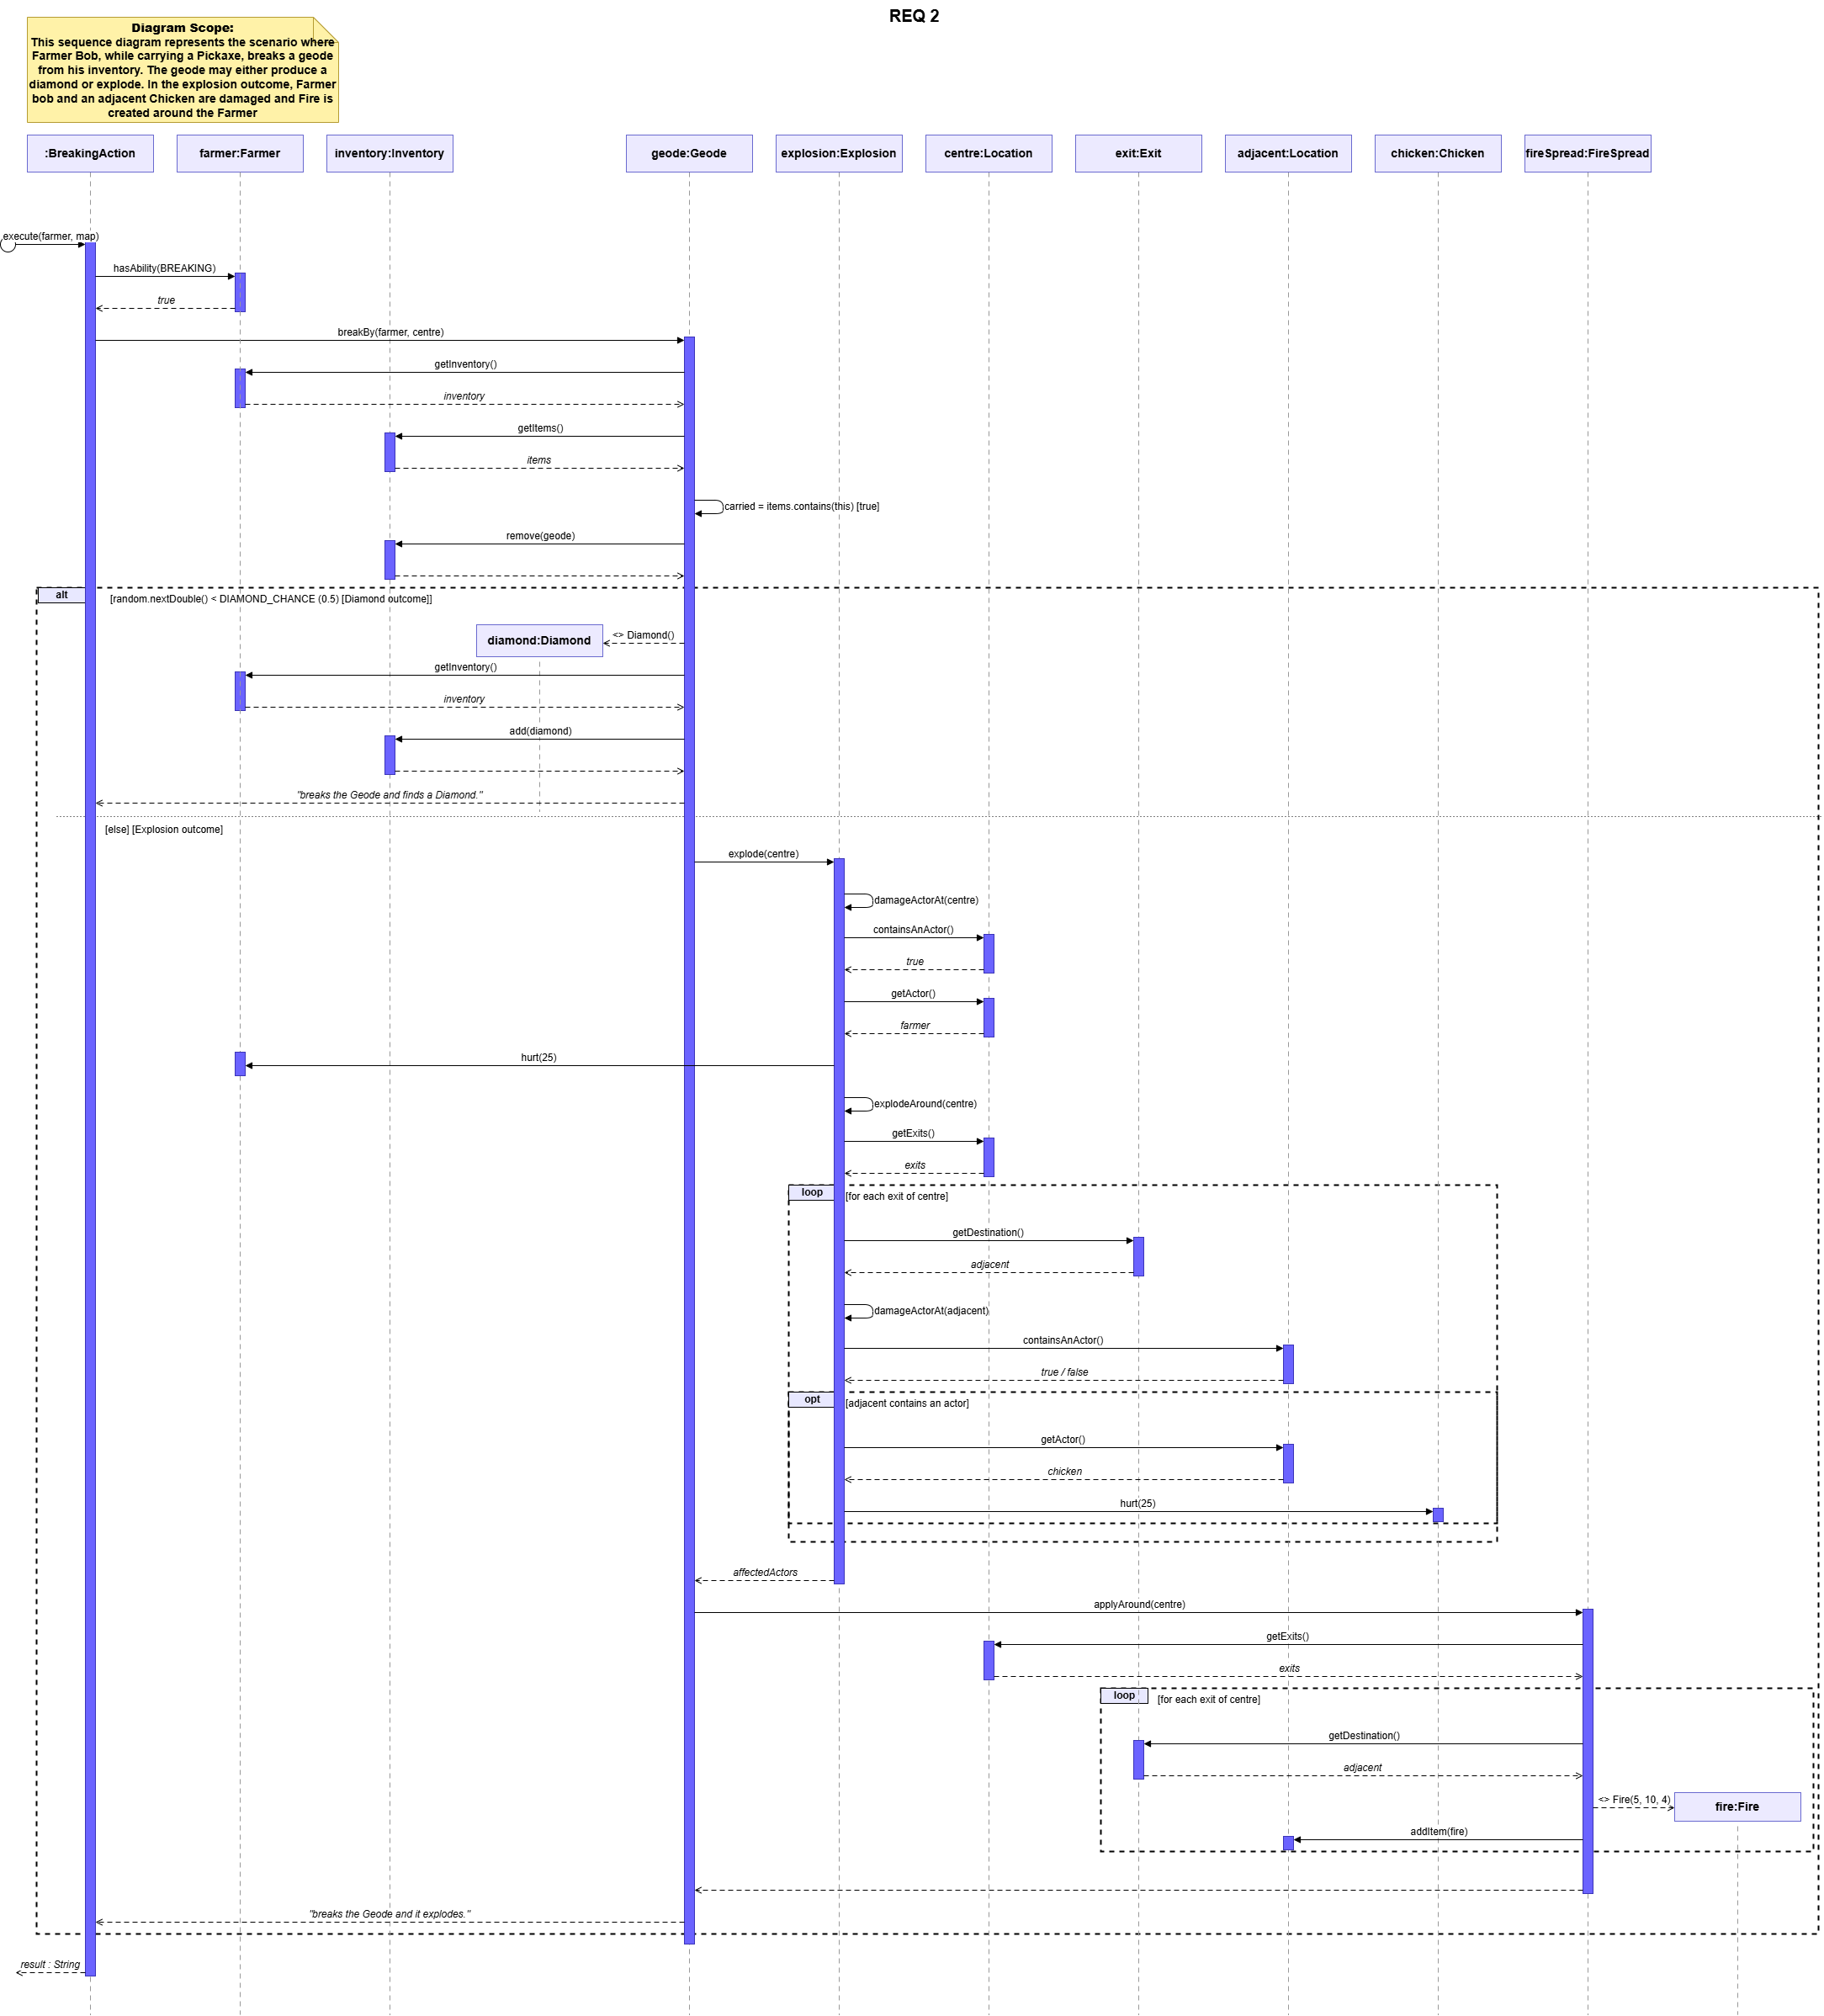 REQ 2
Diagram Scope:
This sequence diagram represents the scenario where
Farmer Bob, while carrying a Pickaxe, breaks a geode
from his inventory. The geode may either produce a
diamond or explode. In the explosion outcome, Farmer
bob and an adjacent Chicken are damaged and Fire is
created around the Farmer
:BreakingAction
farmer:Farmer
inventory:Inventory
geode:Geode
explosion:Explosion
centre:Location
exit:Exit
adjacent:Location
chicken:Chicken
fireSpread:FireSpread
execute(farmer, map)
hasAbility(BREAKING)
true
breakBy(farmer, centre)
getInventory()
inventory
getItems()
items
carried = items.contains(this) [true]
remove(geode)
alt
[random.nextDouble() < DIAMOND_CHANCE (0.5) [Diamond outcome]]
diamond:Diamond
<> Diamond()
getInventory()
inventory
add(diamond)
"breaks the Geode and finds a Diamond."
[else] [Explosion outcome]
explode(centre)
damageActorAt(centre)
containsAnActor()
true
getActor()
farmer
hurt(25)
explodeAround(centre)
getExits()
exits
loop
[for each exit of centre]
getDestination()
adjacent
damageActorAt(adjacent)
containsAnActor()
true / false
opt
[adjacent contains an actor]
getActor()
chicken
hurt(25)
affectedActors
applyAround(centre)
getExits()
exits
loop
[for each exit of centre]
getDestination()
adjacent
<> Fire(5, 10, 4)
fire:Fire
addItem(fire)
"breaks the Geode and it explodes."
result : String